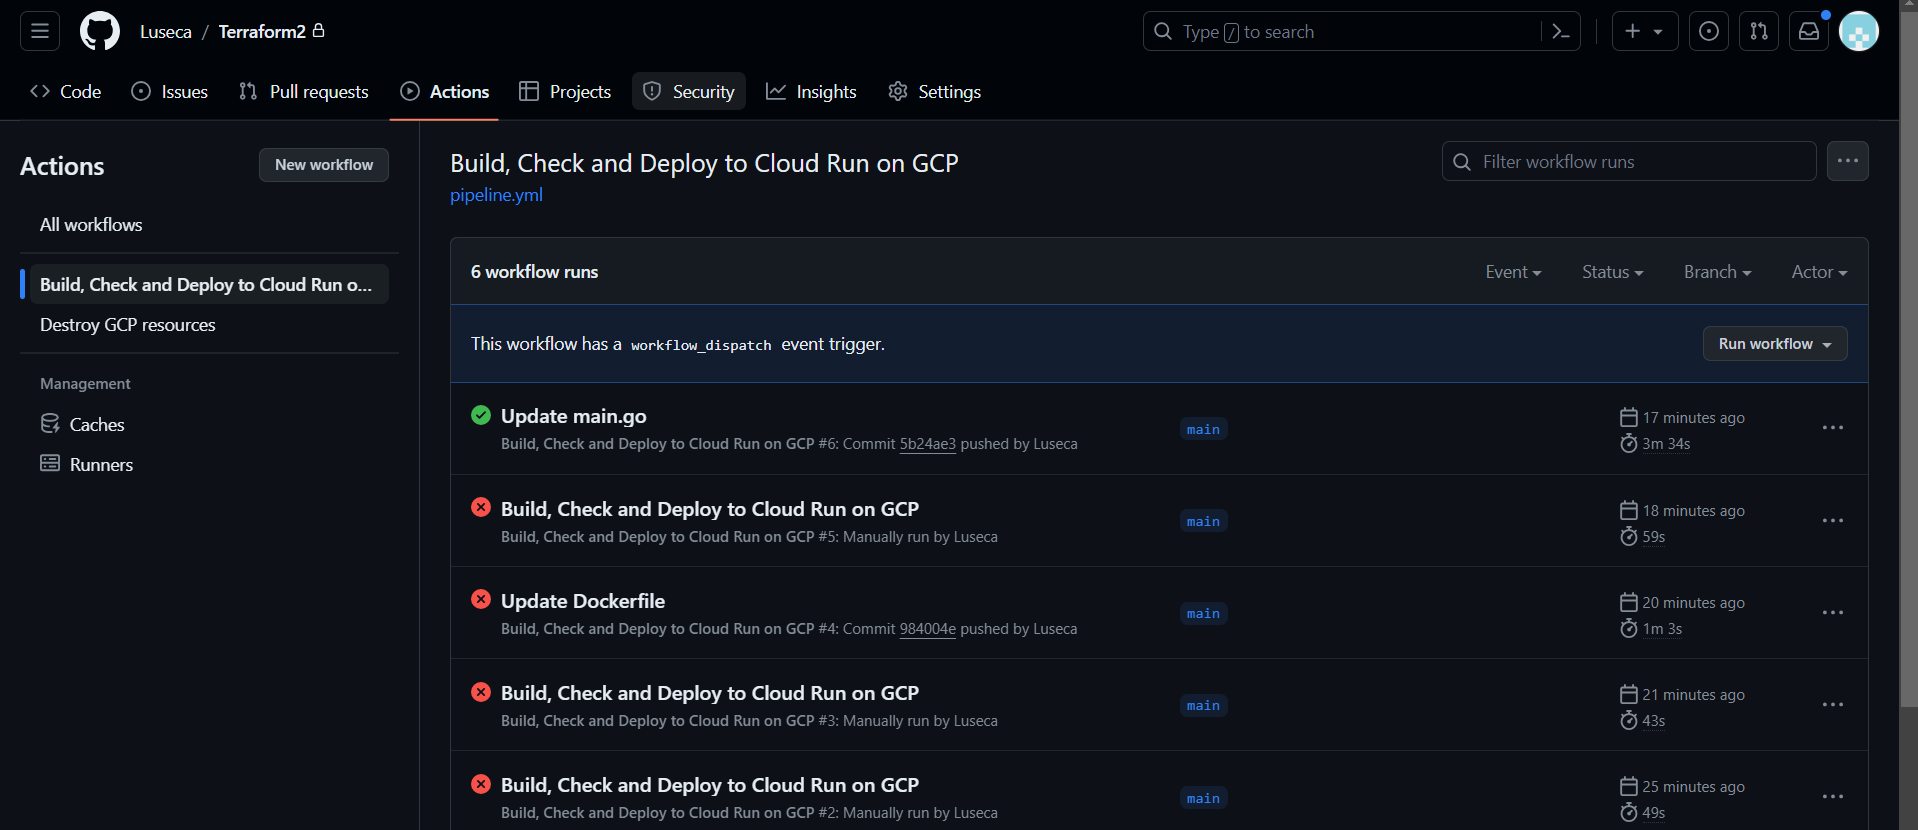 Luseca / Terraform2
Type / to search
Code
Issues
Pull requests
Actions
Projects
Security
Insights
Settings
Actions
New workflow
All workflows
Build, Check and Deploy to Cloud Run o...
Destroy GCP resources
Management
Caches
Runners
Build, Check and Deploy to Cloud Run on GCP
pipeline.yml
Filter workflow runs
6 workflow runs
Event
Status
Branch
Actor
This workflow has a workflow_dispatch event trigger.
Run workflow
Update main.go
Build, Check and Deploy to Cloud Run on GCP #6: Commit 5b24ae3 pushed by Luseca
main
17 minutes ago
3m 34s
Build, Check and Deploy to Cloud Run on GCP
Build, Check and Deploy to Cloud Run on GCP #5: Manually run by Luseca
main
18 minutes ago
59s
Update Dockerfile
Build, Check and Deploy to Cloud Run on GCP #4: Commit 984004e pushed by Luseca
main
20 minutes ago
1m 3s
Build, Check and Deploy to Cloud Run on GCP
Build, Check and Deploy to Cloud Run on GCP #3: Manually run by Luseca
main
21 minutes ago
43s
Build, Check and Deploy to Cloud Run on GCP
Build, Check and Deploy to Cloud Run on GCP #2: Manually run by Luseca
main
25 minutes ago
49s